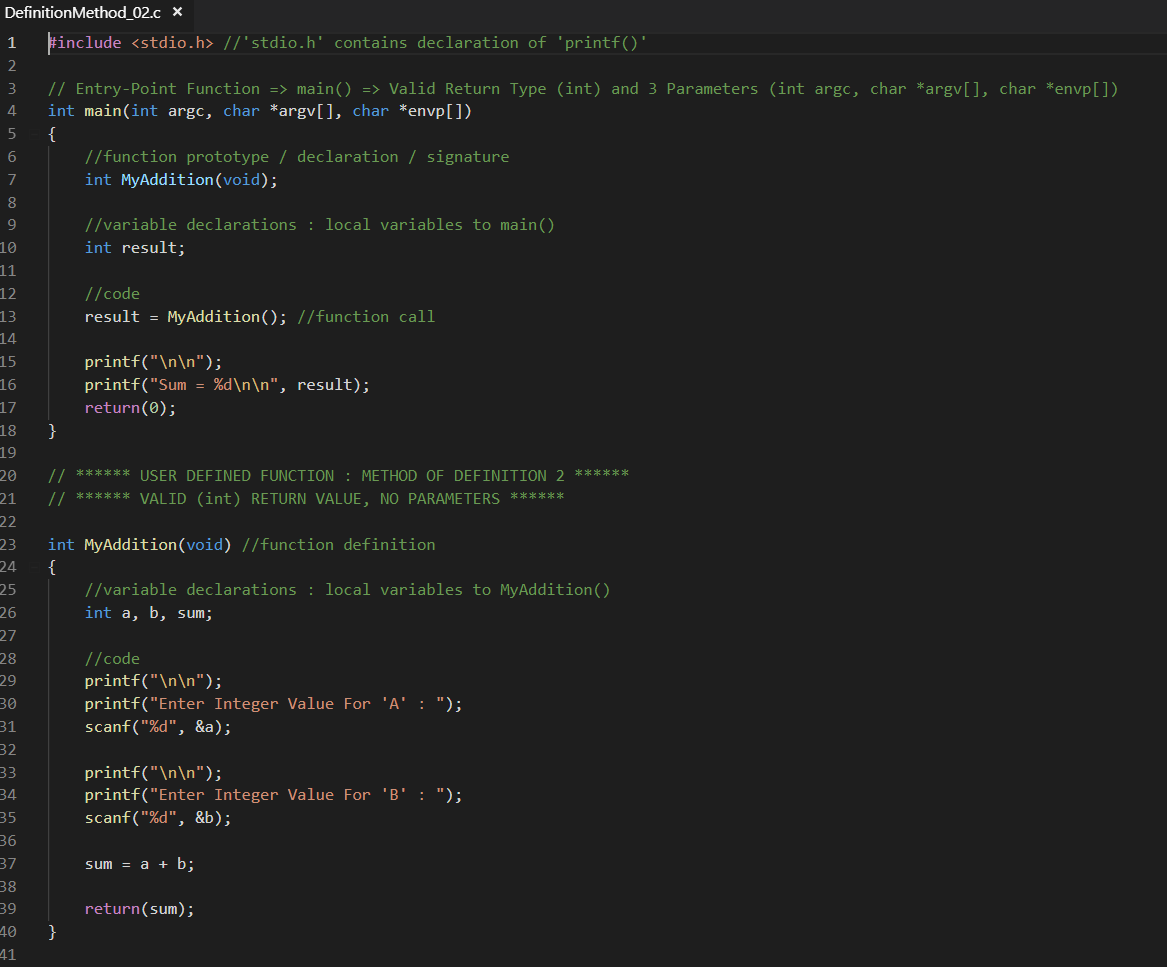 DefinitionMethod_02.c ×
1 #include <stdio.h> //'stdio.h' contains declaration of 'printf()'
2
3 // Entry-Point Function => main() => Valid Return Type (int) and 3 Parameters (int argc, char *argv[], char *envp[])
4 int main(int argc, char *argv[], char *envp[])
5 {
6     //function prototype / declaration / signature
7     int MyAddition(void);
8
9     //variable declarations : local variables to main()
10     int result;
11
12     //code
13     result = MyAddition(); //function call
14
15     printf("\n\n");
16     printf("Sum = %d\n\n", result);
17     return(0);
18 }
19
20 // ****** USER DEFINED FUNCTION : METHOD OF DEFINITION 2 ******
21 // ****** VALID (int) RETURN VALUE, NO PARAMETERS ******
22
23 int MyAddition(void) //function definition
24 {
25     //variable declarations : local variables to MyAddition()
26     int a, b, sum;
27
28     //code
29     printf("\n\n");
30     printf("Enter Integer Value For 'A' : ");
31     scanf("%d", &a);
32
33     printf("\n\n");
34     printf("Enter Integer Value For 'B' : ");
35     scanf("%d", &b);
36
37     sum = a + b;
38
39     return(sum);
40 }
41